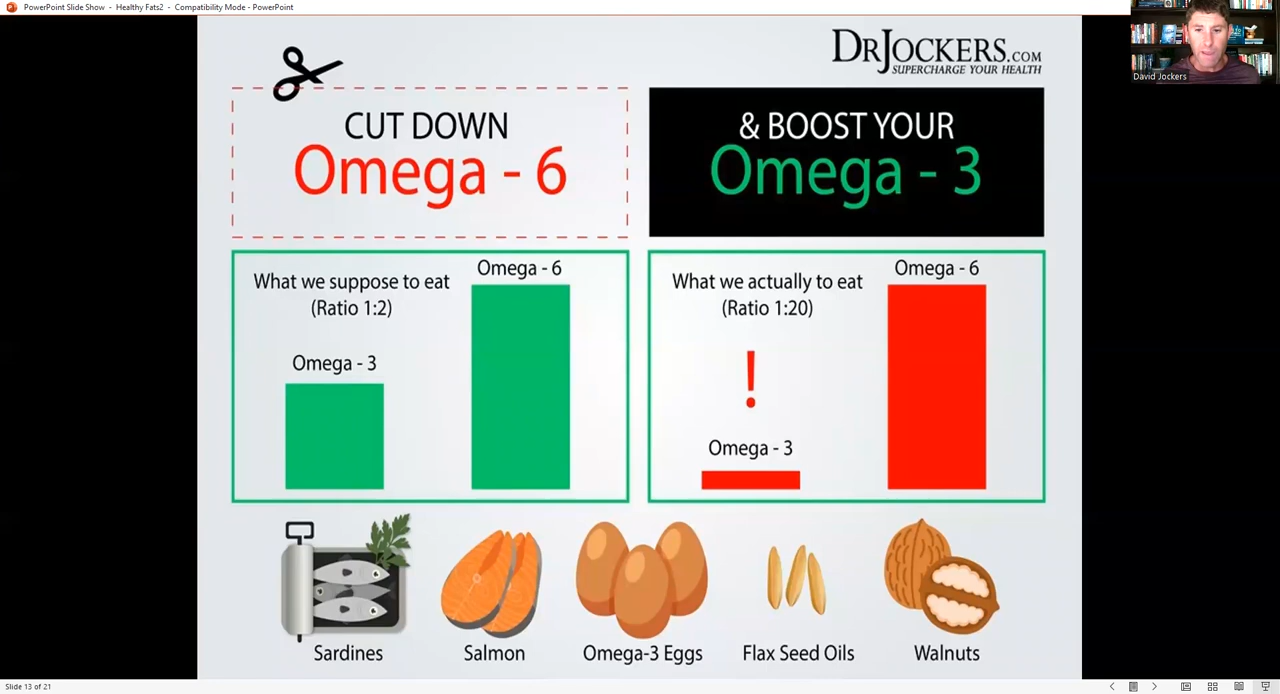 PowerPoint Slide Show - Healthy Fats2 - Compatibility Mode - PowerPoint
DRJOCKERS.COM
SUPERCHARGE YOUR HEALTH
David Jockers
CUT DOWN
Omega - 6
& BOOST YOUR
Omega - 3
What we suppose to eat
(Ratio 1:2)
Omega - 6
Omega - 3
What we actually to eat
(Ratio 1:20)
Omega - 6
!
Omega - 3
Sardines
Salmon
Omega-3 Eggs
Flax Seed Oils
Walnuts
Slide 13 of 21